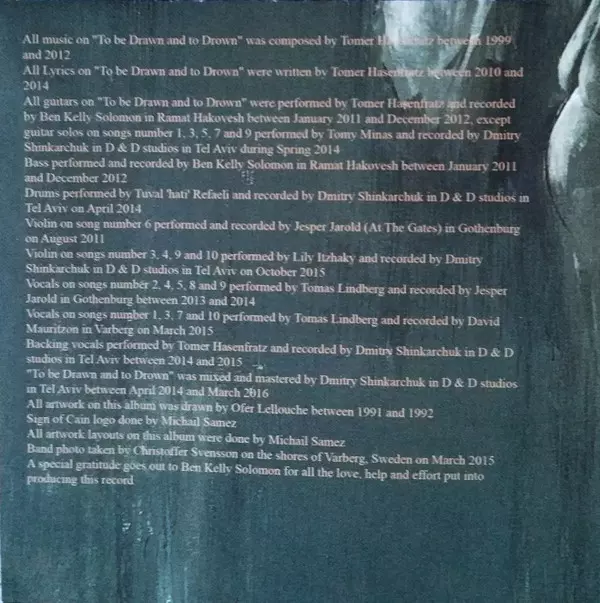 All music on "To be Drawn and to Drown" was composed by Tomer Hasenfratz between 1999
and 2012
All Lyrics on "To be Drawn and to Drown" were written by Tomer Hasenfratz between 2010 and
2014
All guitars on "To be Drawn and to Drown" were performed by Tomer Hasenfratz and recorded
by Ben Kelly Solomon in Ramat Hakovesh between January 2011 and December 2012, except
guitar solos on songs number 1, 3, 5, 7 and 9 performed by Tomy Minas and recorded by Dmitry
Shinkarchuk in D & D studios in Tel Aviv during Spring 2014
Bass performed and recorded by Ben Kelly Solomon in Ramat Hakovesh between January 2011
and December 2012
Drums performed by Tuval 'hati' Refaeli and recorded by Dmitry Shinkarchuk in D & D studios in
Tel Aviv on April 2014
Violin on song number 6 performed and recorded by Jesper Jarold (At The Gates) in Gothenburg
on August 2011
Violin on songs number 3, 4, 9 and 10 performed by Lily Itzhaky and recorded by Dmitry
Shinkarchuk in D & D studios in Tel Aviv on October 2015
Vocals on songs number 2, 4, 5, 8 and 9 performed by Tomas Lindberg and recorded by Jesper
Jarold in Gothenburg between 2013 and 2014
Vocals on songs number 1, 3, 7 and 10 performed by Tomas Lindberg and recorded by David
Mauritzon in Varberg on March 2015
Backing vocals performed by Tomer Hasenfratz and recorded by Dmitry Shinkarchuk in D & D
studios in Tel Aviv between 2014 and 2015
"To be Drawn and to Drown" was mixed and mastered by Dmitry Shinkarchuk in D & D studios
in Tel Aviv between April 2014 and March 2016
All artwork on this album was drawn by Ofer Lellouche between 1991 and 1992
Sign of Cain logo done by Michail Samez
All artwork layouts on this album were done by Michail Samez
Band photo taken by Christoffer Svensson on the shores of Varberg, Sweden on March 2015
A special gratitude goes out to Ben Kelly Solomon for all the love, help and effort put into
producing this record